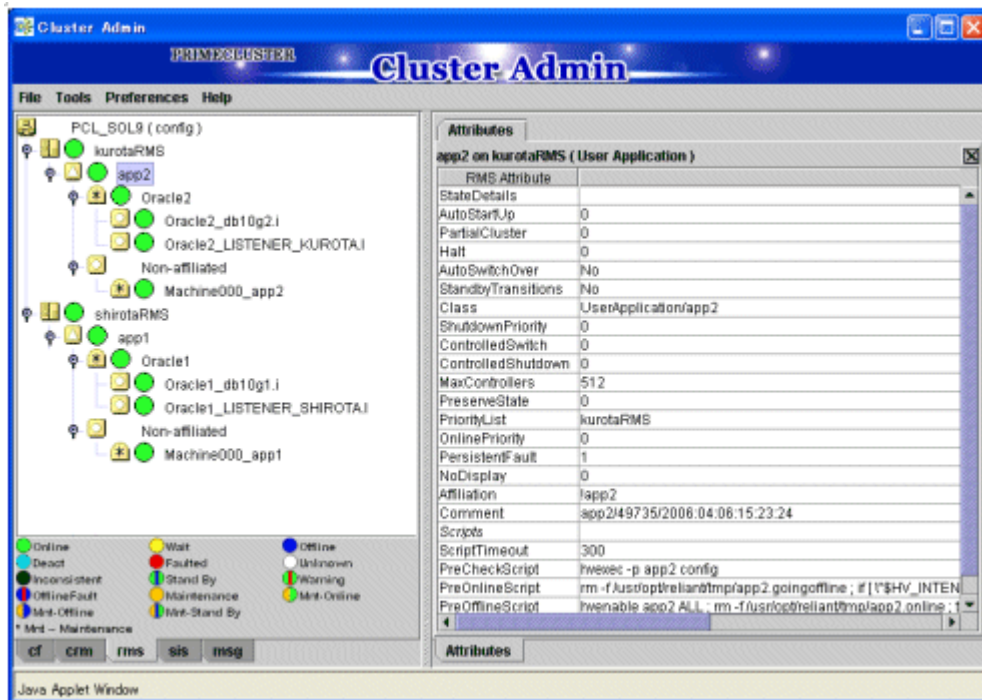 Cluster Admin
PRIMECLUSTER
Cluster Admin
File Tools Preferences Help
PCL_SOL9 ( config )
kurotaRMS
app2
Oracle2
Oracle2_db10g2.i
Oracle2_LISTENER_KUROTA.l
Non-affiliated
Machine000_app2
shirotaRMS
app1
Oracle1
Oracle1_db10g1.i
Oracle1_LISTENER_SHIROTA.l
Non-affiliated
Machine000_app1
Online Wait Offline
Deact Faulted Unknown
Inconsistent Stand By Warning
OfflineFault Maintenance Mnt-Online
Mnt-Offline Mnt-Stand By
* Mnt – Maintenance
cf crm rms sis msg
Attributes
app2 on kurotaRMS ( User Application )
RMS Attribute
StateDetails
AutoStartUp 0
PartialCluster 0
Halt 0
AutoSwitchOver No
StandbyTransitions No
Class UserApplication/app2
ShutdownPriority 0
ControlledSwitch 0
ControlledShutdown 0
MaxControllers 512
PreserveState 0
PriorityList kurotaRMS
OnlinePriority 0
PersistentFault 1
NoDisplay 0
Affiliation !app2
Comment app2/49735/2006:04:06:15:23:24
Scripts
ScriptTimeout 300
PreCheckScript hvexec -p app2 config
PreOnlineScript rm -f /usr/opt/reliant/tmp/app2.goingoffline ; if [ \"$HV_INTEN
PreOfflineScript hvenable app2 ALL ; rm -f /usr/opt/reliant/tmp/app2.online ;
Attributes
Java Applet Window